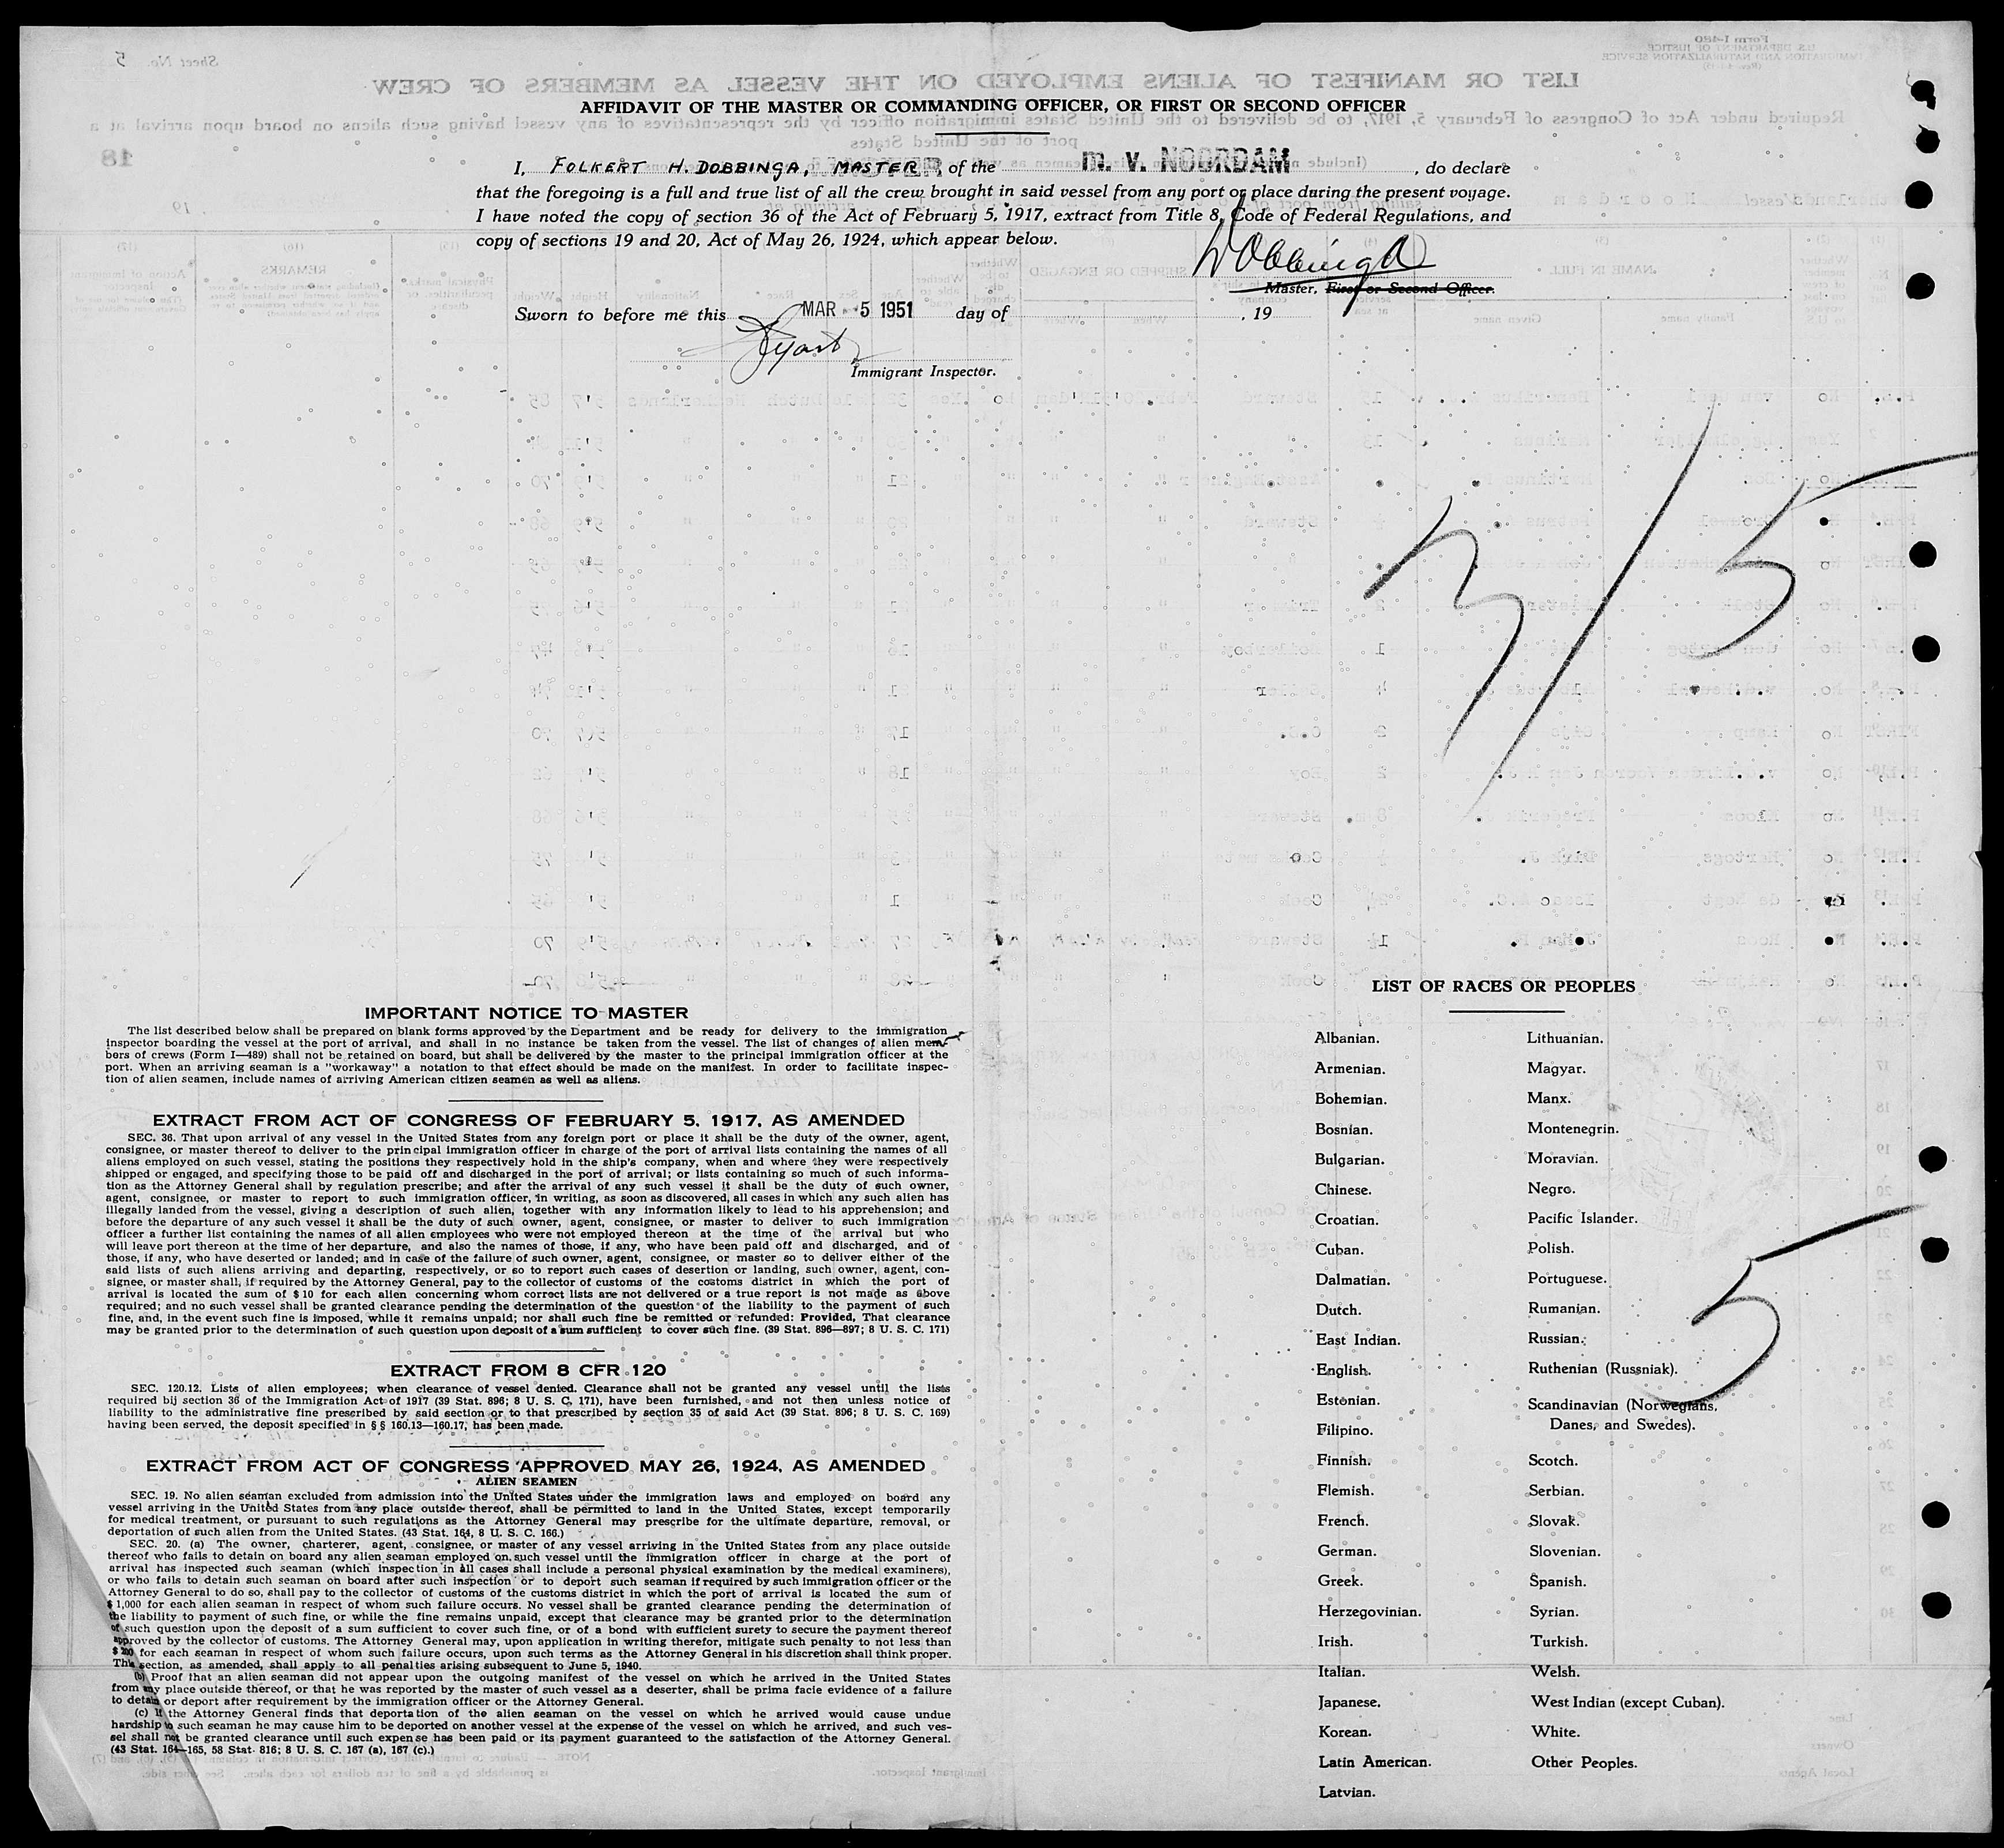 AFFIDAVIT OF THE MASTER OR COMMANDING OFFICER, OR FIRST OR SECOND OFFICER
I, FOLKERT H. DOBBINGA, MASTER of the m. v. NOORDAM, do declare
that the foregoing is a full and true list of all the crew brought in said vessel from any port or place during the present voyage.
I have noted the copy of section 36 of the Act of February 5, 1917, extract from Title 8, Code of Federal Regulations, and
copy of sections 19 and 20, Act of May 26, 1924, which appear below.
Dobbinga
Master, First or Second Officer.
Sworn to before me this MAR 5 1951 day of , 19
Immigrant Inspector.
3/5
IMPORTANT NOTICE TO MASTER
The list described below shall be prepared on blank forms approved by the Department and be ready for delivery to the immigration
inspector boarding the vessel at the port of arrival, and shall in no instance be taken from the vessel. The list of changes of alien mem-
bers of crews (Form I—489) shall not be retained on board, but shall be delivered by the master to the principal immigration officer at the
port. When an arriving seaman is a "workaway" a notation to that effect should be made on the manifest. In order to facilitate inspec-
tion of alien seamen, include names of arriving American citizen seamen as well as aliens.
EXTRACT FROM ACT OF CONGRESS OF FEBRUARY 5, 1917, AS AMENDED
SEC. 36. That upon arrival of any vessel in the United States from any foreign port or place it shall be the duty of the owner, agent,
consignee, or master thereof to deliver to the principal immigration officer in charge of the port of arrival lists containing the names of all
aliens employed on such vessel, stating the positions they respectively hold in the ship's company, when and where they were respectively
shipped or engaged, and specifying those to be paid off and discharged in the port of arrival; or lists containing so much of such informa-
tion as the Attorney General shall by regulation prescribe; and after the arrival of any such vessel it shall be the duty of such owner,
agent, consignee, or master to report to such immigration officer, in writing, as soon as discovered, all cases in which any such alien has
illegally landed from the vessel, giving a description of such alien, together with any information likely to lead to his apprehension; and
before the departure of any such vessel it shall be the duty of such owner, agent, consignee, or master to deliver to such immigration
officer a further list containing the names of all alien employees who were not employed thereon at the time of the arrival but who
will leave port thereon at the time of her departure, and also the names of those, if any, who have been paid off and discharged, and of
those, if any, who have deserted or landed; and in case of the failure of such owner, agent, consignee, or master so to deliver either of the
said lists of such aliens arriving and departing, respectively, or so to report such cases of desertion or landing, such owner, agent, con-
signee, or master shall, if required by the Attorney General, pay to the collector of customs of the costoms district in which the port of
arrival is located the sum of $10 for each alien concerning whom correct lists are not delivered or a true report is not made as above
required; and no such vessel shall be granted clearance pending the determination of the question of the liability to the payment of such
fine, and, in the event such fine is imposed, while it remains unpaid; nor shall such fine be remitted or refunded: Provided, That clearance
may be granted prior to the determination of such question upon deposit of a sum sufficient to cover such fine. (39 Stat. 896—897; 8 U. S. C. 171)
EXTRACT FROM 8 CFR 120
SEC. 120.12. Lists of alien employees; when clearance of vessel denied. Clearance shall not be granted any vessel until the lists
required bij section 36 of the Immigration Act of 1917 (39 Stat. 896; 8 U. S. C. 171), have been furnished, and not then unless notice of
liability to the administrative fine prescribed by said section or to that prescribed by section 35 of said Act (39 Stat. 896; 8 U. S. C. 169)
having been served, the deposit specified in § § 160.13—160.17, has been made.
EXTRACT FROM ACT OF CONGRESS APPROVED MAY 26, 1924, AS AMENDED
ALIEN SEAMEN
SEC. 19. No alien seaman excluded from admission into the United States under the immigration laws and employed on board any
vessel arriving in the United States from any place outside thereof, shall be permitted to land in the United States, except temporarily
for medical treatment, or pursuant to such regulations as the Attorney General may prescribe for the ultimate departure, removal, or
deportation of such alien from the United States. (43 Stat. 164, 8 U. S. C. 166.)
SEC. 20. (a) The owner, charterer, agent, consignee, or master of any vessel arriving in the United States from any place outside
thereof who fails to detain on board any alien seaman employed on such vessel until the immigration officer in charge at the port of
arrival has inspected such seaman (which inspection in all cases shall include a personal physical examination by the medical examiners),
or who fails to detain such seaman on board after such inspection or to deport such seaman if required by such immigration officer or the
Attorney General to do so, shall pay to the collector of customs of the customs district in which the port of arrival is located the sum of
$1,000 for each alien seaman in respect of whom such failure occurs. No vessel shall be granted clearance pending the determination of
the liability to payment of such fine, or while the fine remains unpaid, except that clearance may be granted prior to the determination
of such question upon the deposit of a sum sufficient to cover such fine, or of a bond with sufficient surety to secure the payment thereof
approved by the collector of customs. The Attorney General may, upon application in writing therefor, mitigate such penalty to not less than
$200 for each seaman in respect of whom such failure occurs, upon such terms as the Attorney General in his discretion shall think proper.
This section, as amended, shall apply to all penalties arising subsequent to June 5, 1940.
(b) Proof that an alien seaman did not appear upon the outgoing manifest of the vessel on which he arrived in the United States
from any place outside thereof, or that he was reported by the master of such vessel as a deserter, shall be prima facie evidence of a failure
to detain or deport after requirement by the immigration officer or the Attorney General.
(c) If the Attorney General finds that deportation of the alien seaman on the vessel on which he arrived would cause undue
hardship to such seaman he may cause him to be deported on another vessel at the expense of the vessel on which he arrived, and such ves-
sel shall not be granted clearance until such expense has been paid or its payment guaranteed to the satisfaction of the Attorney General.
(43 Stat. 164—165, 58 Stat. 816; 8 U. S. C. 167 (a), 167 (c).)
LIST OF RACES OR PEOPLES
Albanian.
Armenian.
Bohemian.
Bosnian.
Bulgarian.
Chinese.
Croatian.
Cuban.
Dalmatian.
Dutch.
East Indian.
English.
Estonian.
Filipino.
Finnish.
Flemish.
French.
German.
Greek.
Herzegovinian.
Irish.
Italian.
Japanese.
Korean.
Latin American.
Latvian.
Lithuanian.
Magyar.
Manx.
Montenegrin.
Moravian.
Negro.
Pacific Islander.
Polish.
Portuguese.
Rumanian.
Russian.
Ruthenian (Russniak).
Scandinavian (Norwegians,
Danes, and Swedes).
Scotch.
Serbian.
Slovak.
Slovenian.
Spanish.
Syrian.
Turkish.
Welsh.
West Indian (except Cuban).
White.
Other Peoples.
5